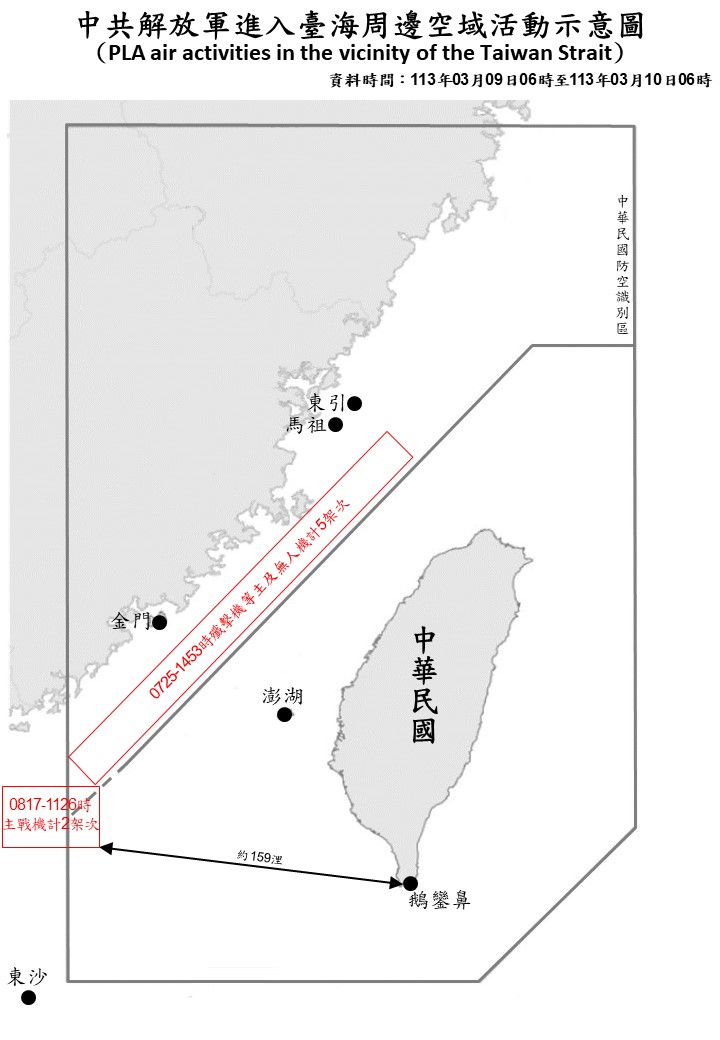 中共解放軍進入臺海周邊空域活動示意圖
（PLA air activities in the vicinity of the Taiwan Strait）
資料時間：113年03月09日06時至113年03月10日06時
中華民國防空識別區
東引
馬祖
0725-1453時殲擊機等主及無人機計5架次
金門
中華民國
澎湖
0817-1126時
主戰機計2架次
約159浬
鵝鑾鼻
東沙